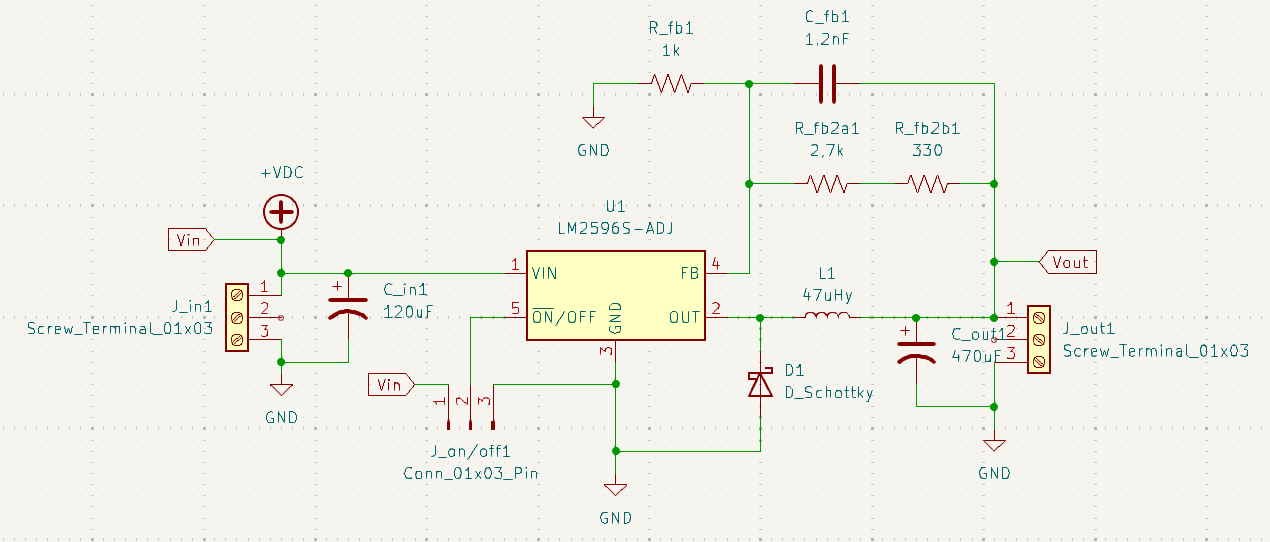 R_fb1
1k
C_fb1
1,2nF
GND
R_fb2a1
2,7k
R_fb2b1
330
+VDC
Vin
U1
LM2596S-ADJ
1
VIN
FB
4
5
ON/OFF
GND
OUT
2
3
J_in1
Screw_Terminal_01x03
1
2
3
C_in1
120uF
+
GND
L1
47uHy
Vout
+
C_out1
470uF
1
2
3
J_out1
Screw_Terminal_01x03
D1
D_Schottky
Vin
1
2
3
J_on/off1
Conn_01x03_Pin
GND
GND